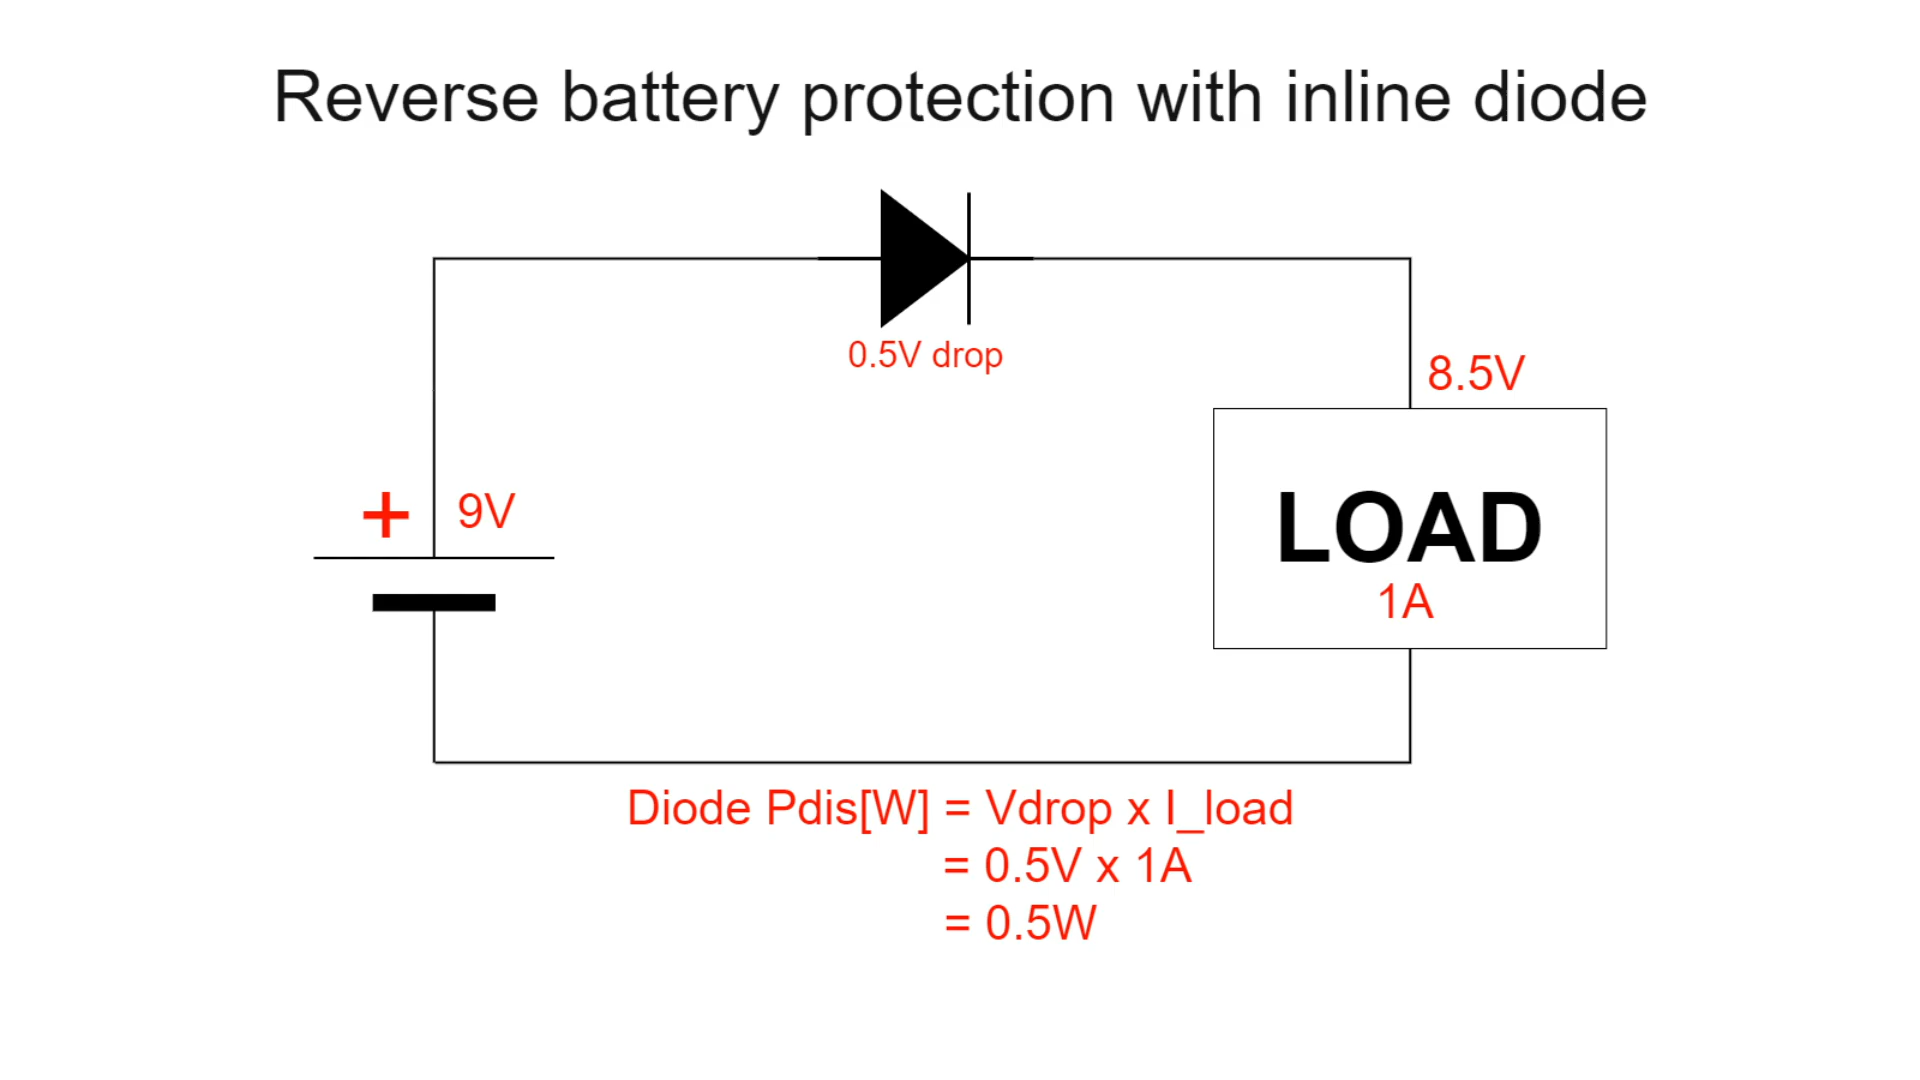 Reverse battery protection with inline diode
0.5V drop
8.5V
+ 9V
LOAD
1A
Diode Pdis[W] = Vdrop x I_load
= 0.5V x 1A
= 0.5W